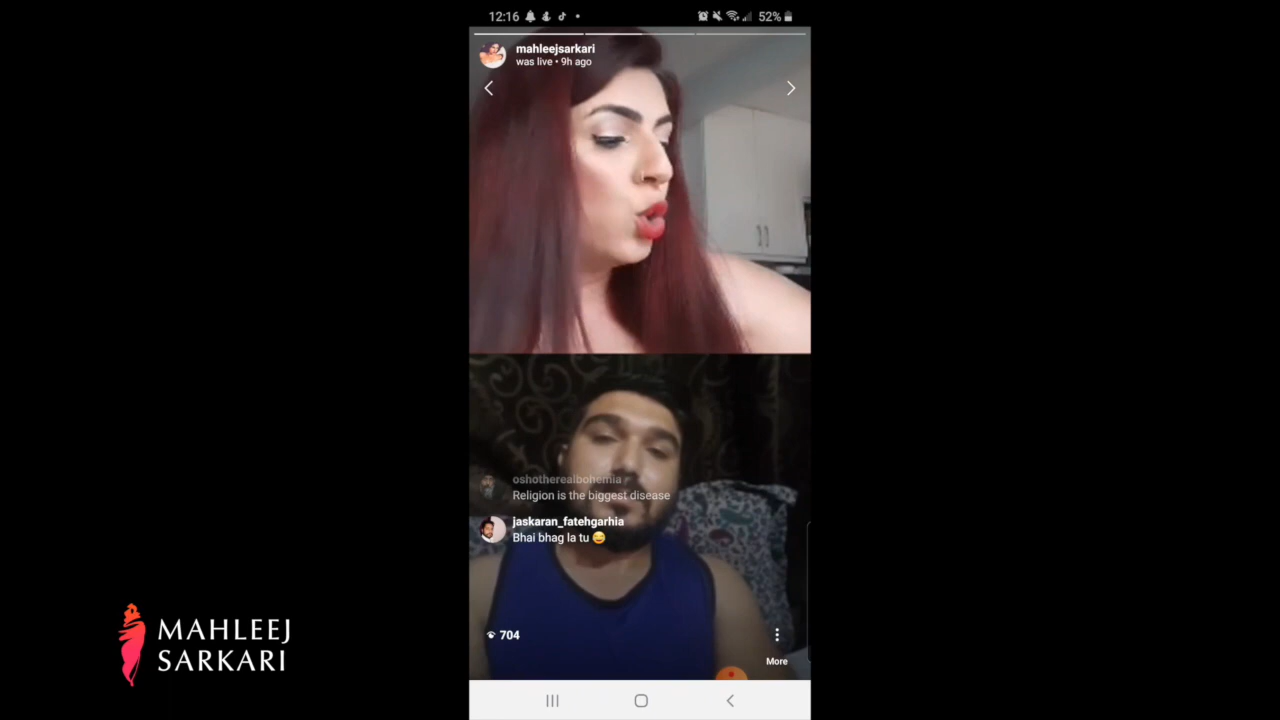 12:16
52%
mahleejsarkari
was live • 9h ago
oshotherealbohemia
Religion is the biggest disease
jaskaran_fatehgarhia
Bhai bhag la tu 😂
704
More
MAHLEEJ
SARKARI